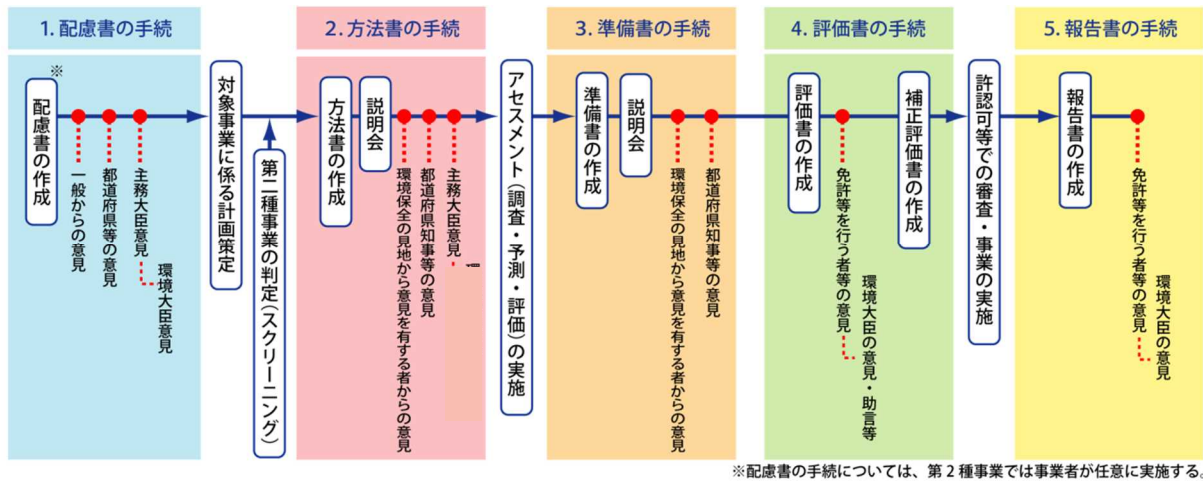 1. 配慮書の手続
※
配慮書の作成
一般からの意見
都道府県等の意見
主務大臣意見
環境大臣意見
対象事業に係る計画策定
第二種事業の判定(スクリーニング)
2. 方法書の手続
方法書の作成
説明会
環境保全の見地から意見を有する者からの意見
都道府県知事等の意見
主務大臣意見
アセスメント(調査・予測・評価)の実施
3. 準備書の手続
準備書の作成
説明会
環境保全の見地から意見を有する者からの意見
都道府県知事等の意見
4. 評価書の手続
評価書の作成
免許等を行う者等の意見
環境大臣の意見・助言等
補正評価書の作成
許認可等での審査・事業の実施
5. 報告書の手続
報告書の作成
免許等を行う者等の意見
環境大臣の意見
※配慮書の手続については、第2種事業では事業者が任意に実施する。